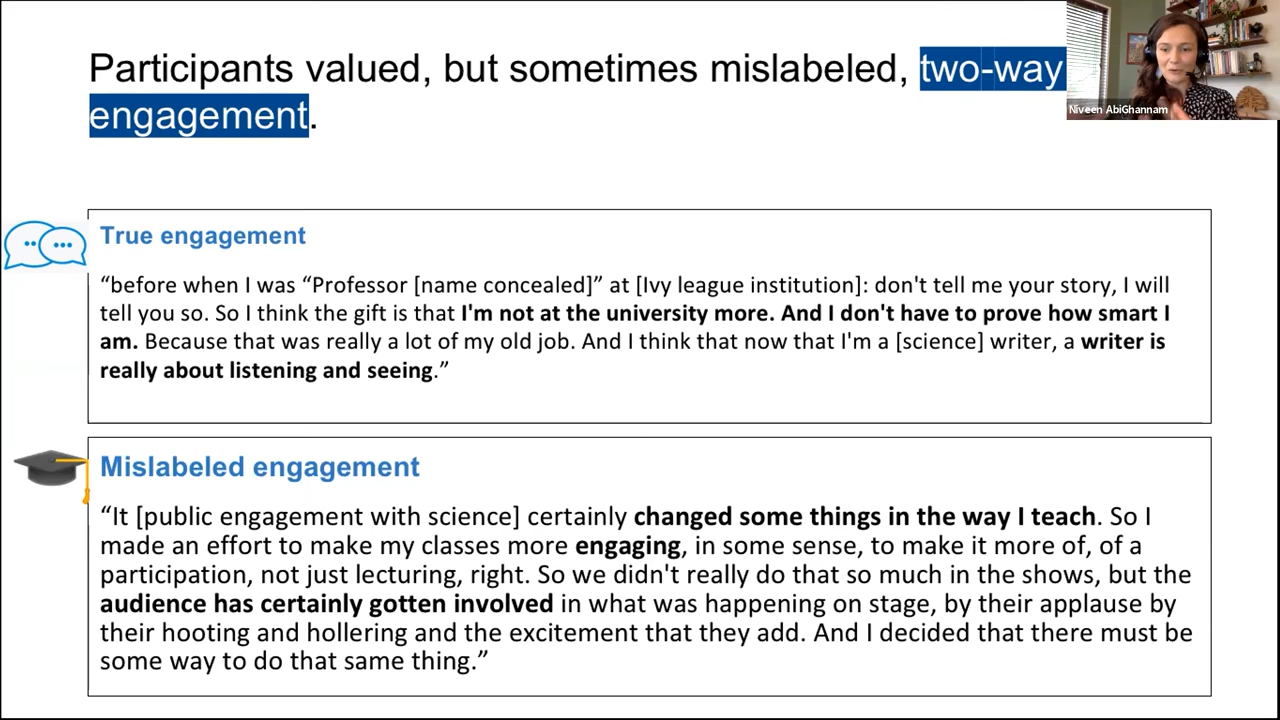 Participants valued, but sometimes mislabeled, two-way
engagement.
Niveen AbiGhannam
True engagement
“before when I was “Professor [name concealed]” at [Ivy league institution]: don't tell me your story, I will
tell you so. So I think the gift is that I'm not at the university more. And I don't have to prove how smart I
am. Because that was really a lot of my old job. And I think that now that I'm a [science] writer, a writer is
really about listening and seeing.”
Mislabeled engagement
“It [public engagement with science] certainly changed some things in the way I teach. So I
made an effort to make my classes more engaging, in some sense, to make it more of, of a
participation, not just lecturing, right. So we didn't really do that so much in the shows, but the
audience has certainly gotten involved in what was happening on stage, by their applause by
their hooting and hollering and the excitement that they add. And I decided that there must be
some way to do that same thing.”